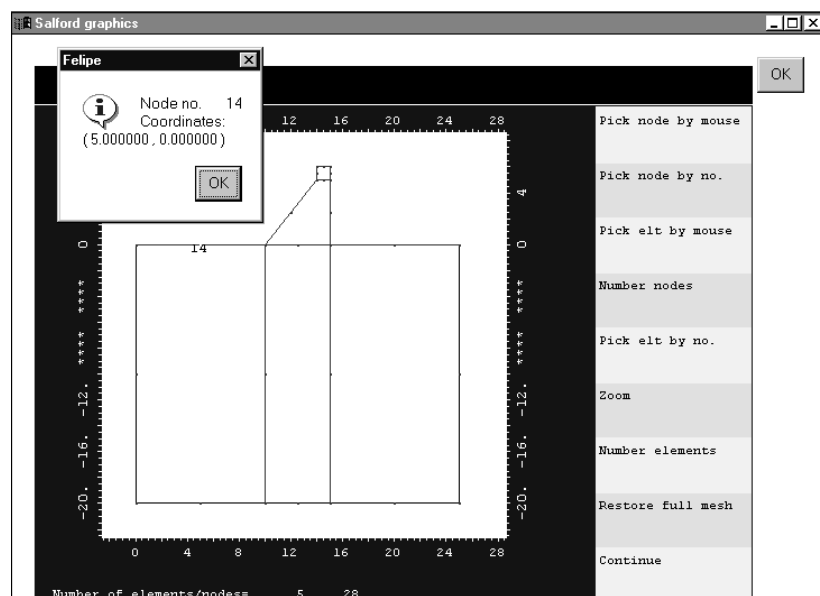 Salford graphics
Felipe
Node no. 14
Coordinates:
( 5.000000 , 0.000000 )
OK
OK
12 16 20 24 28
4
0
14
0
**** ****
**** ****
-12.
-12.
-16.
-16.
-20.
-20.
0 4 8 12 16 20 24 28
Number of elements/nodes= 5 28
Pick node by mouse
Pick node by no.
Pick elt by mouse
Number nodes
Pick elt by no.
Zoom
Number elements
Restore full mesh
Continue